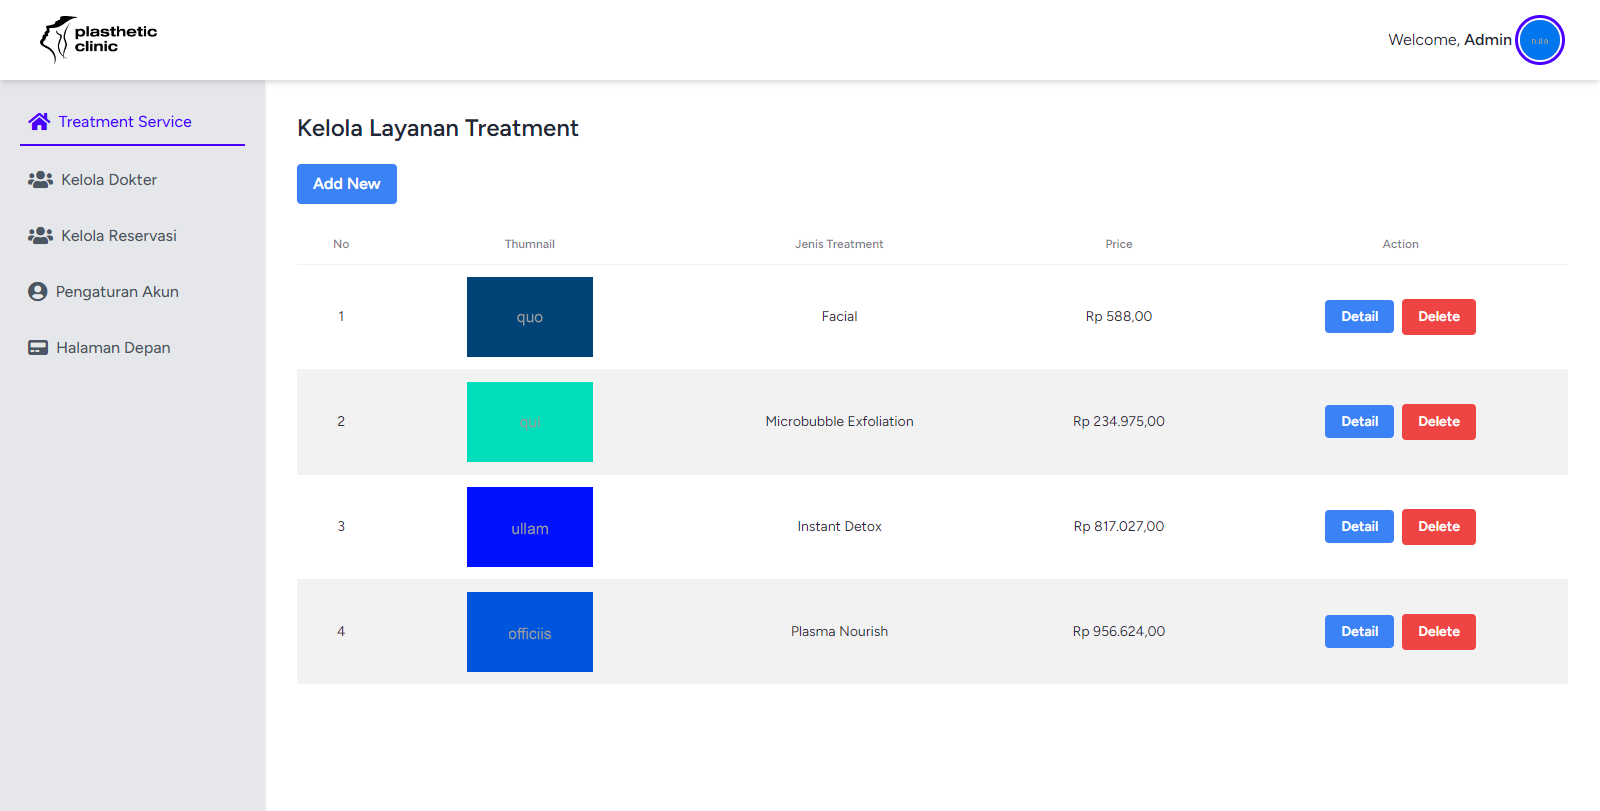 plasthetic
clinic
Welcome, Admin
Treatment Service
Kelola Dokter
Kelola Reservasi
Pengaturan Akun
Halaman Depan
Kelola Layanan Treatment
Add New
No Thumnail Jenis Treatment Price Action
1 quo Facial Rp 588,00 Detail Delete
2 qui Microbubble Exfoliation Rp 234.975,00 Detail Delete
3 ullam Instant Detox Rp 817.027,00 Detail Delete
4 officiis Plasma Nourish Rp 956.624,00 Detail Delete